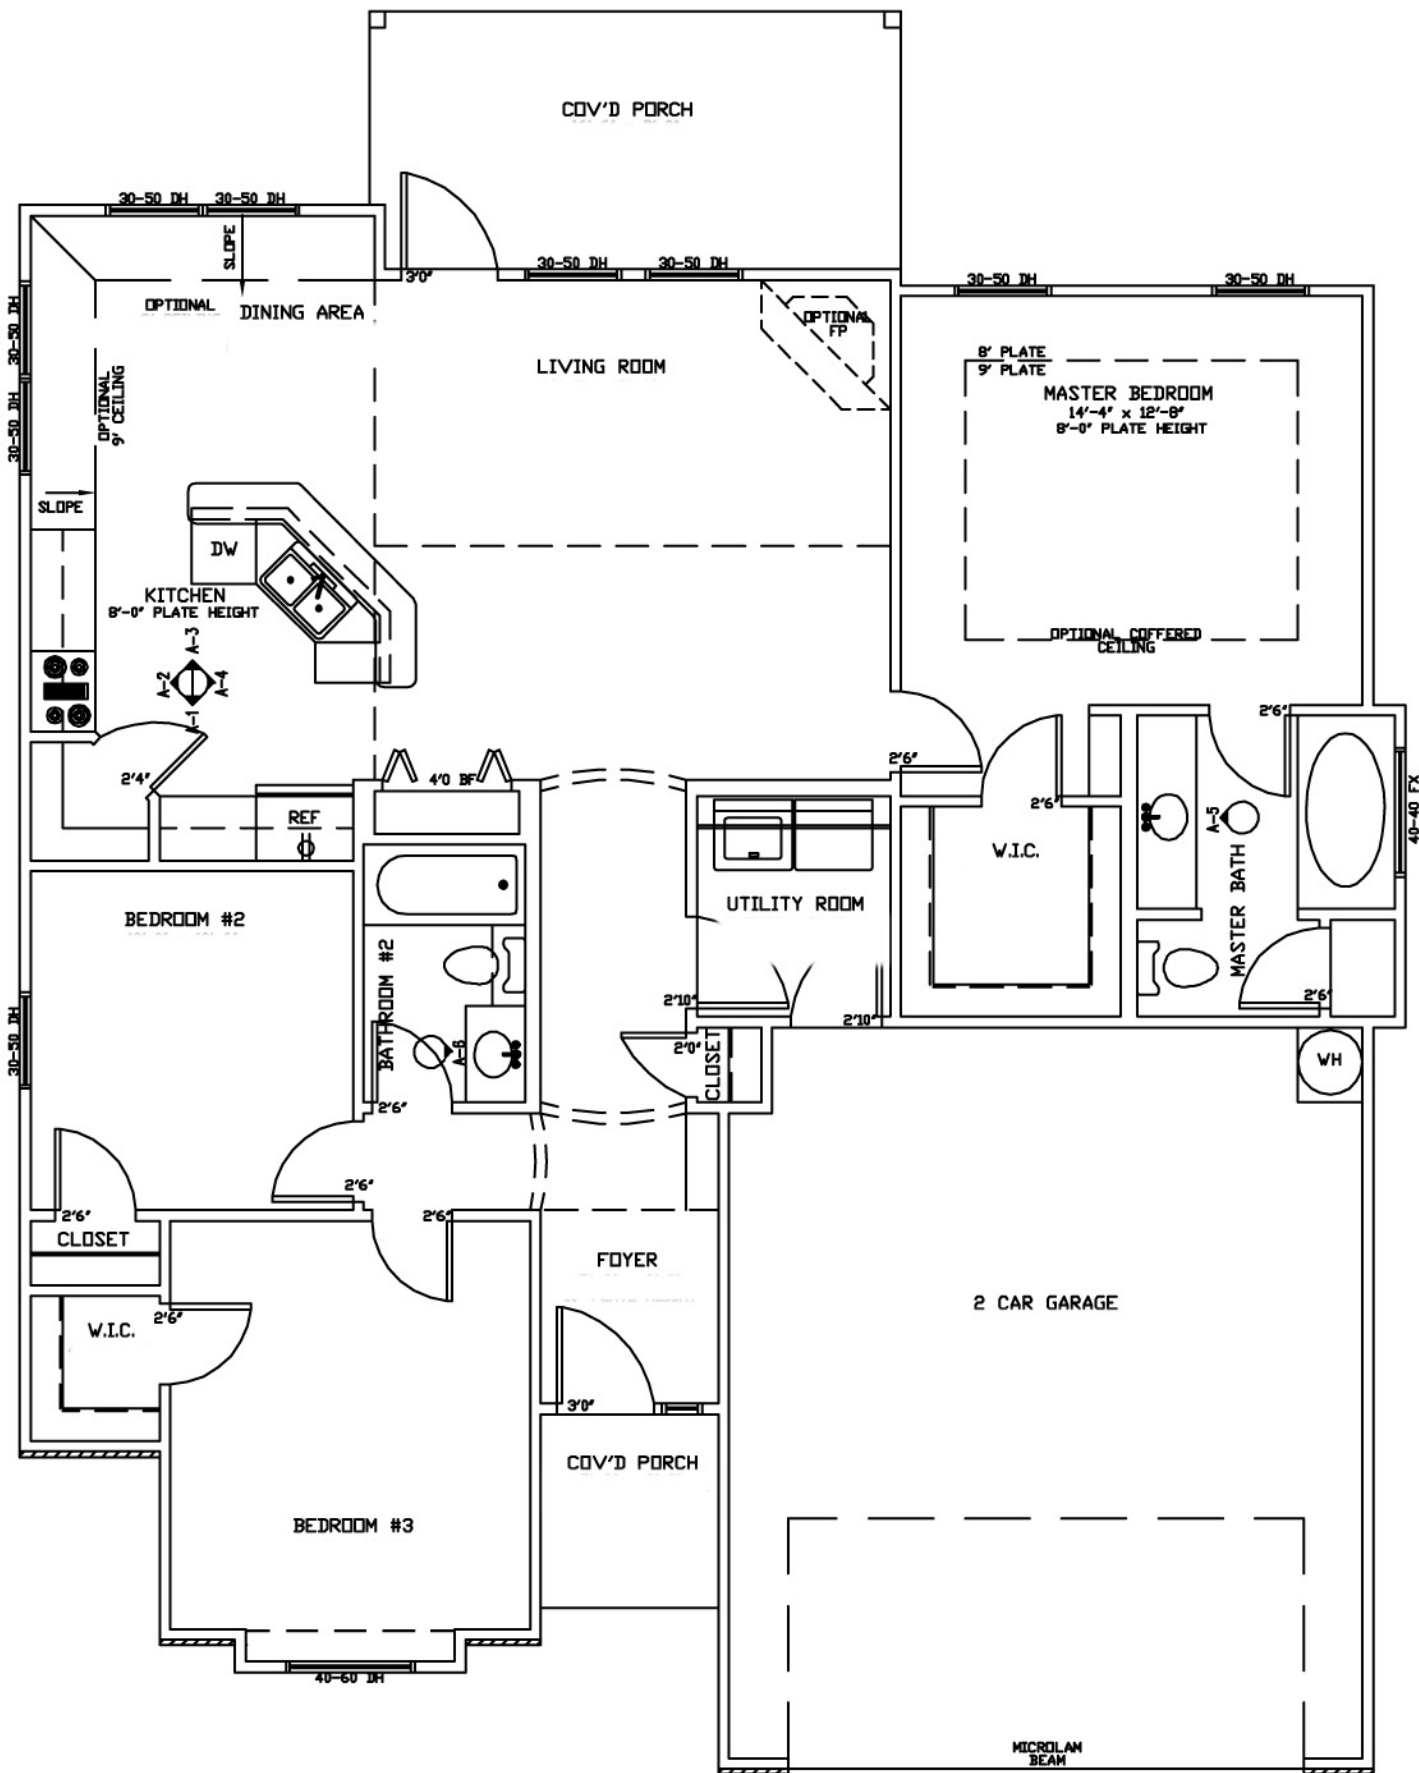 COV'D PORCH
30-50 DH
30-50 DH
SLOPE
3'0"
30-50 DH
30-50 DH
30-50 DH
30-50 DH
OPTIONAL
DINING AREA
OPTIONAL
FP
30-50 DH
30-50 DH
OPTIONAL
9' CEILING
LIVING ROOM
8' PLATE
9' PLATE
MASTER BEDROOM
14'-4" x 12'-8"
8'-0" PLATE HEIGHT
SLOPE
DW
KITCHEN
8'-0" PLATE HEIGHT
A-3
A-2
A-4
A-1
OPTIONAL COFFERED
CEILING
2'6"
2'6"
2'4"
4'0 BF
2'6"
REF
A-5
40-40 FX
W.I.C.
UTILITY ROOM
MASTER BATH
BEDROOM #2
BATHROOM #2
2'10"
2'10"
2'6"
30-50 DH
A-6
2'0"
CLOSET
WH
2'6"
2'6"
2'6"
2'6"
CLOSET
FOYER
W.I.C.
2'6"
2 CAR GARAGE
3'0"
COV'D PORCH
BEDROOM #3
40-60 DH
MICROLAM
BEAM